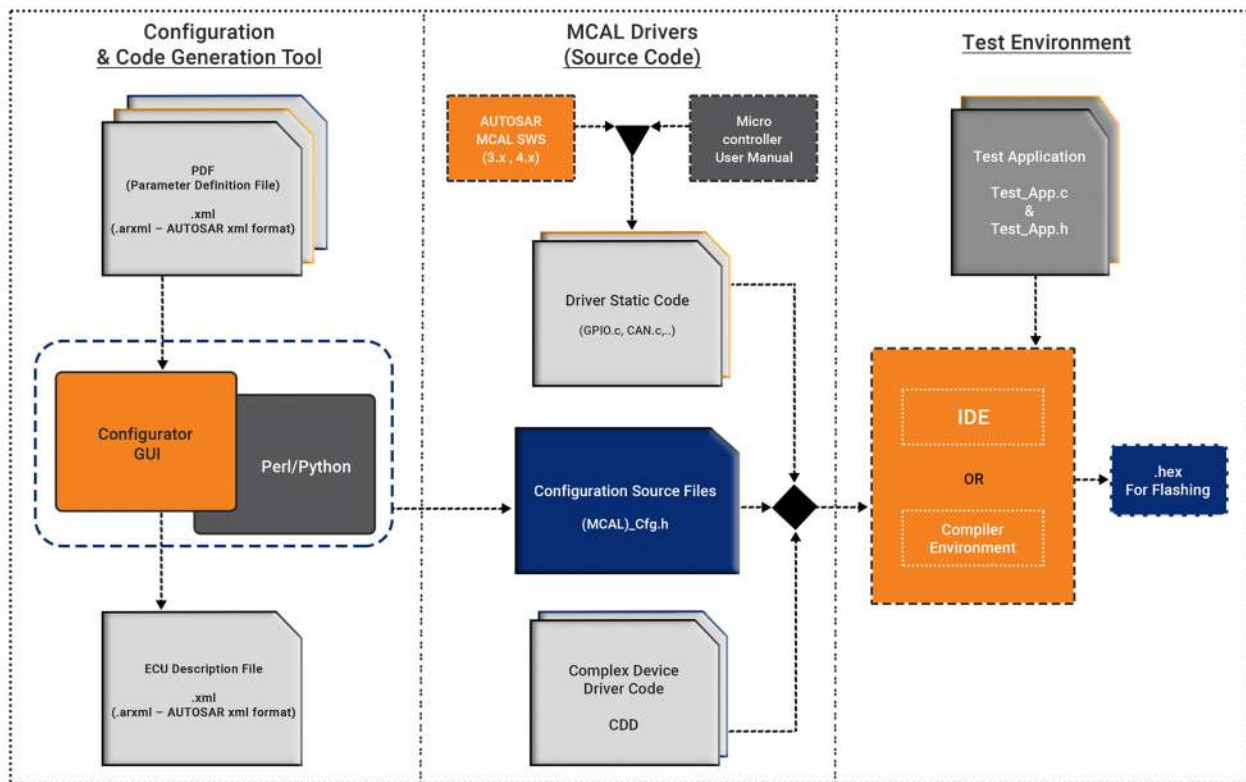 Configuration
& Code Generation Tool
PDF
(Parameter Definition File)
.xml
(.arxml – AUTOSAR xml format)
Configurator
GUI
Perl/Python
ECU Description File
.xml
(.arxml – AUTOSAR xml format)
MCAL Drivers
(Source Code)
AUTOSAR
MCAL SWS
(3.x , 4.x)
Micro
controller
User Manual
Driver Static Code
(GPIO.c, CAN.c,..)
Configuration Source Files
(MCAL)_Cfg.h
Complex Device
Driver Code
CDD
Test Environment
Test Application
Test_App.c
&
Test_App.h
IDE
OR
Compiler
Environment
.hex
For Flashing